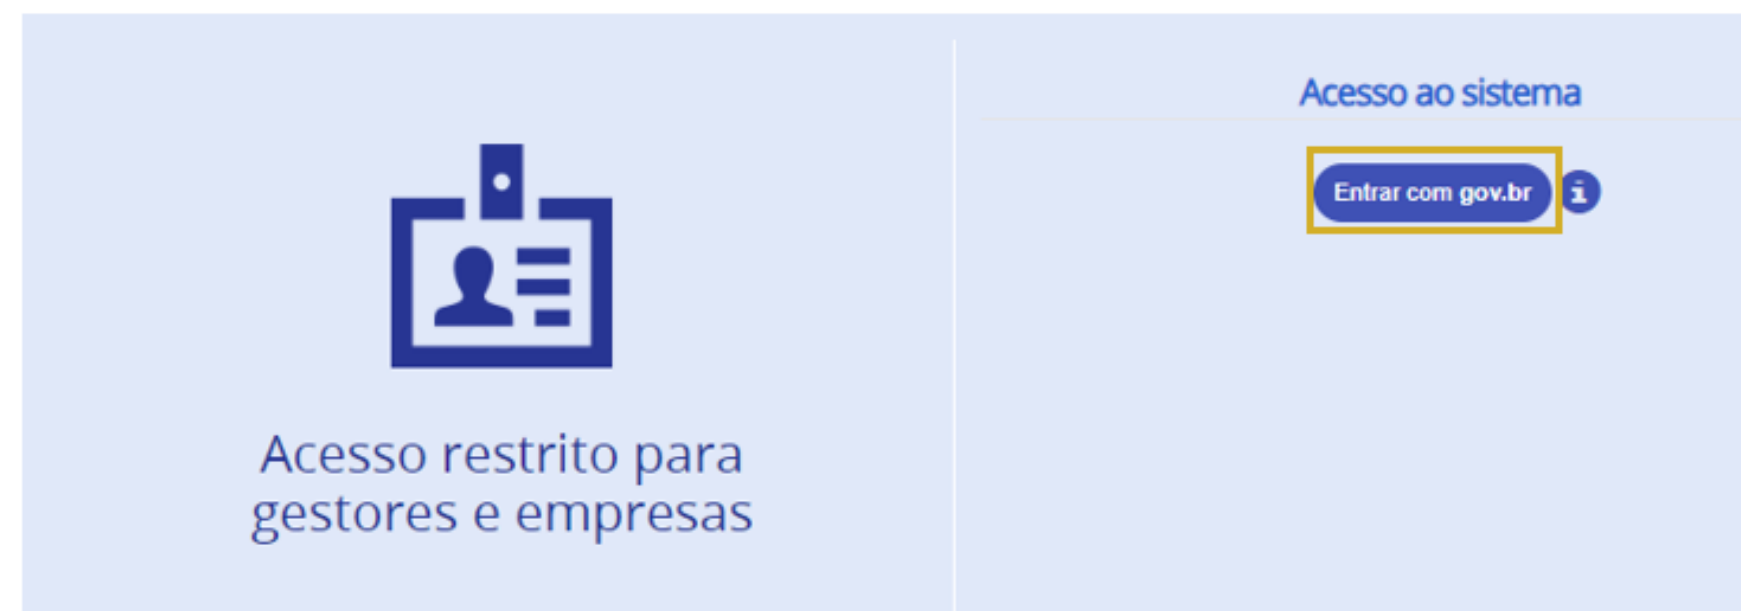 Acesso restrito para
gestores e empresas
Acesso ao sistema
Entrar com gov.br
i